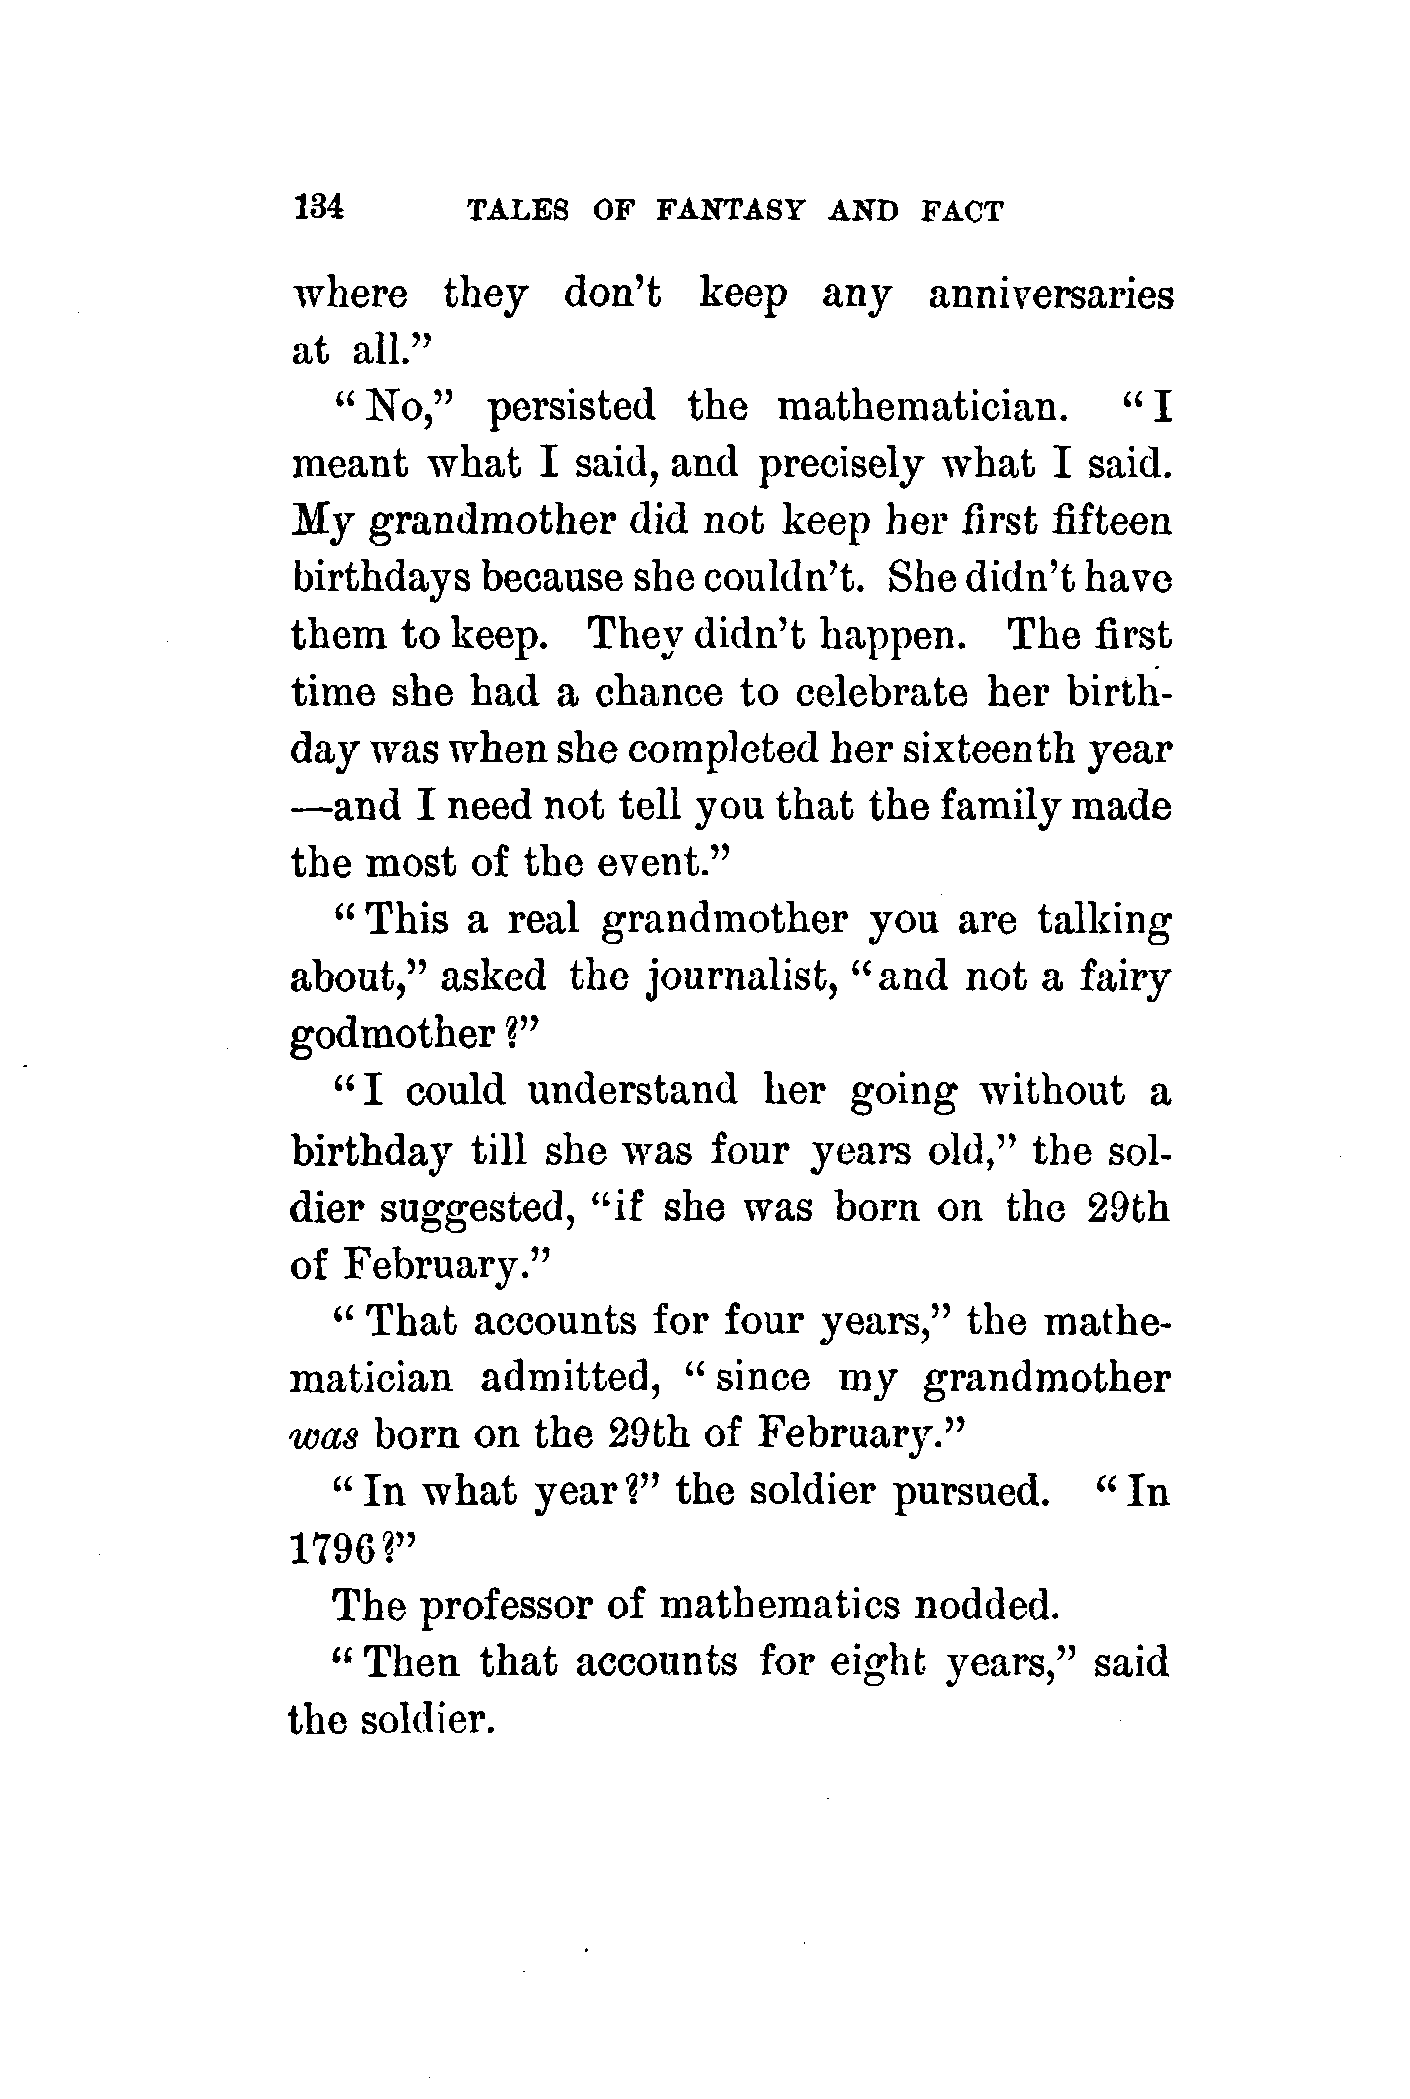 134 TALES OF FANTASY AND FACT
where they don't keep any anniversaries
at all."
"No," persisted the mathematician. "I
meant what I said, and precisely what I said.
My grandmother did not keep her first fifteen
birthdays because she couldn't. She didn't have
them to keep. They didn't happen. The first
time she had a chance to celebrate her birth-
day was when she completed her sixteenth year
—and I need not tell you that the family made
the most of the event."
"This a real grandmother you are talking
about," asked the journalist, "and not a fairy
godmother?"
"I could understand her going without a
birthday till she was four years old," the sol-
dier suggested, "if she was born on the 29th
of February."
"That accounts for four years," the mathe-
matician admitted, "since my grandmother
was born on the 29th of February."
"In what year?" the soldier pursued. "In
1796?"
The professor of mathematics nodded.
"Then that accounts for eight years," said
the soldier.